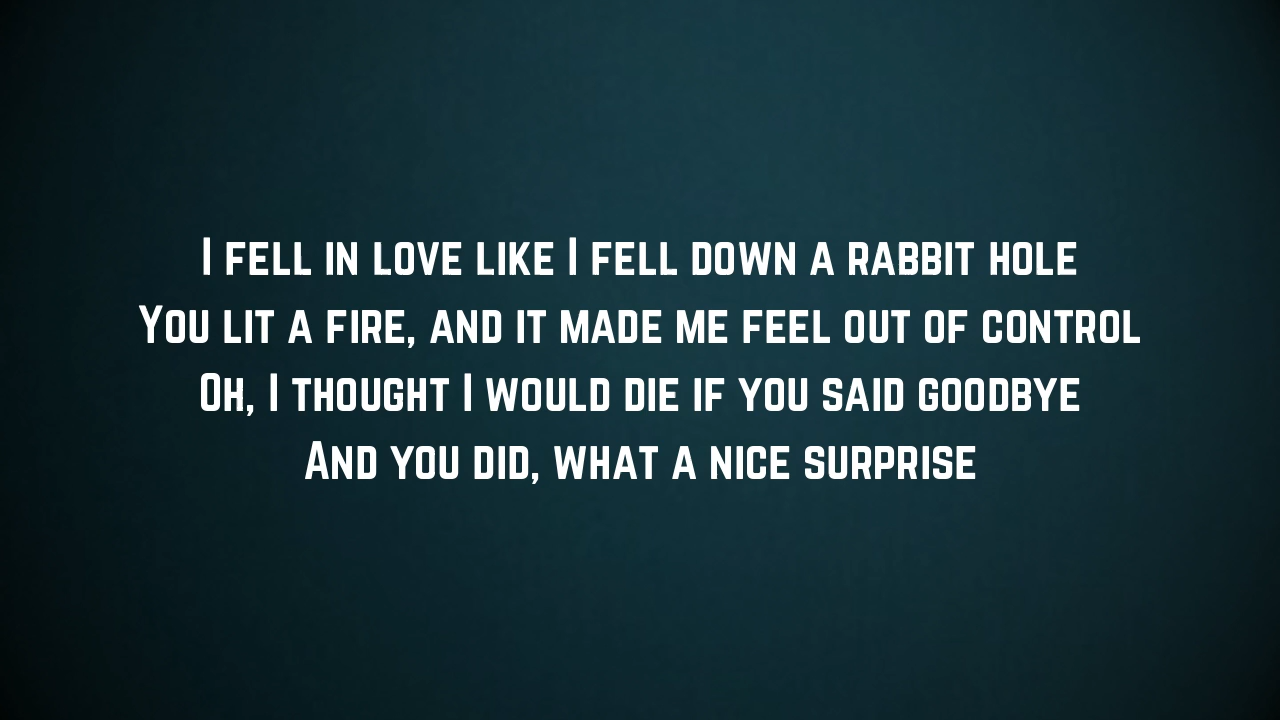 I fell in love like I fell down a rabbit hole
You lit a fire, and it made me feel out of control
Oh, I thought I would die if you said goodbye
And you did, what a nice surprise